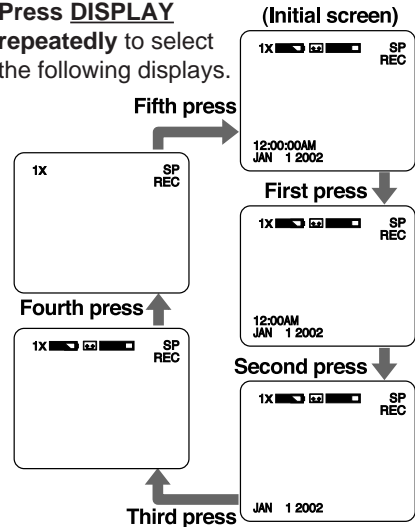 Press DISPLAY
repeatedly to select
the following displays.
(Initial screen)
1X SP
REC
12:00:00AM
JAN 1 2002
First press
1X SP
REC
12:00AM
JAN 1 2002
Second press
1X SP
REC
JAN 1 2002
Third press
1X SP
REC
Fourth press
1X SP
REC
Fifth press